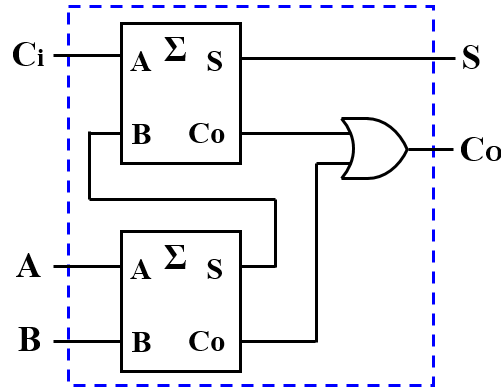 Ci A Σ S S
B Co Co
A A Σ S
B B Co